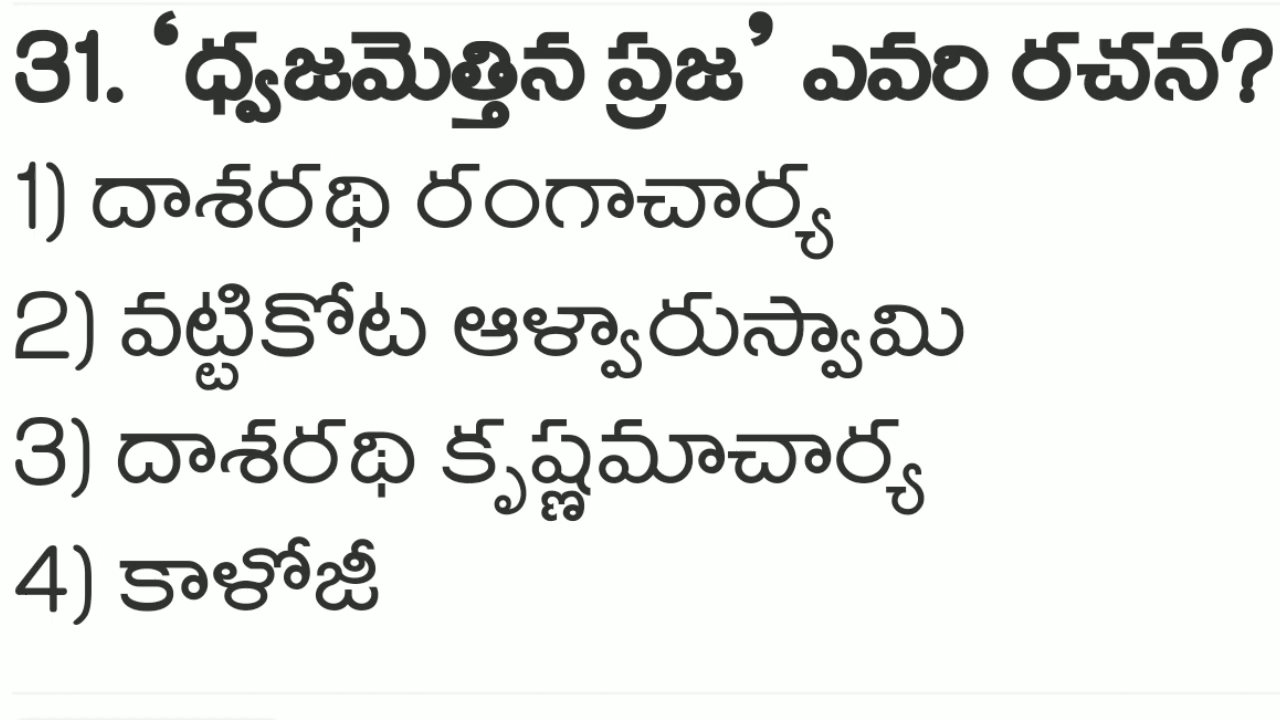 31. ‘ధ్వజమెత్తిన ప్రజ’ ఎవరి రచన?
1) దాశరథి రంగాచార్య
2) వట్టికోట ఆళ్వారుస్వామి
3) దాశరథి కృష్ణమాచార్య
4) కాళోజీ